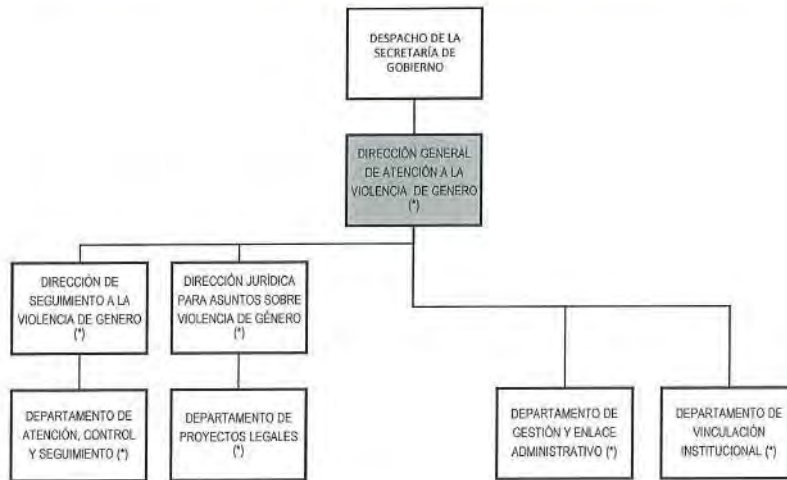 DESPACHO DE LA
SECRETARÍA DE
GOBIERNO
DIRECCIÓN GENERAL
DE ATENCIÓN A LA
VIOLENCIA DE GENERO
(*)
DIRECCIÓN DE
SEGUIMIENTO A LA
VIOLENCIA DE GENERO
(*)
DIRECCIÓN JURÍDICA
PARA ASUNTOS SOBRE
VIOLENCIA DE GÉNERO
(*)
DEPARTAMENTO DE
ATENCIÓN, CONTROL
Y SEGUIMIENTO (*)
DEPARTAMENTO DE
PROYECTOS LEGALES
(*)
DEPARTAMENTO DE
GESTIÓN Y ENLACE
ADMINISTRATIVO (*)
DEPARTAMENTO DE
VINCULACIÓN
INSTITUCIONAL (*)